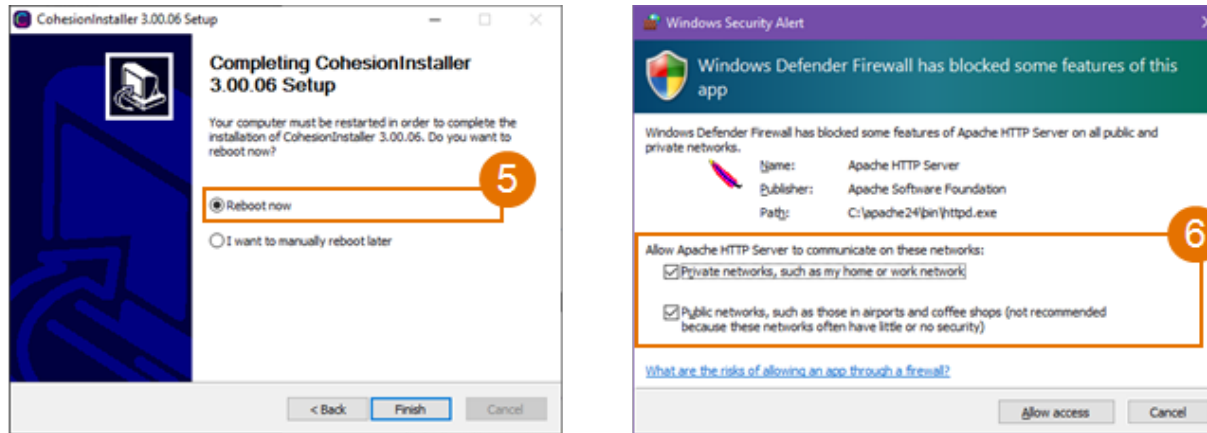 CohesionInstaller 3.00.06 Setup
Completing CohesionInstaller
3.00.06 Setup
Your computer must be restarted in order to complete the
installation of CohesionInstaller 3.00.06. Do you want to
reboot now?
5
Reboot now
I want to manually reboot later
< Back
Finish
Cancel
Windows Security Alert
Windows Defender Firewall has blocked some features of this
app
Windows Defender Firewall has blocked some features of Apache HTTP Server on all public and
private networks.
Name: Apache HTTP Server
Publisher: Apache Software Foundation
Path: C:\apache24\bin\httpd.exe
6
Allow Apache HTTP Server to communicate on these networks:
Private networks, such as my home or work network
Public networks, such as those in airports and coffee shops (not recommended
because these networks often have little or no security)
What are the risks of allowing an app through a firewall?
Allow access
Cancel